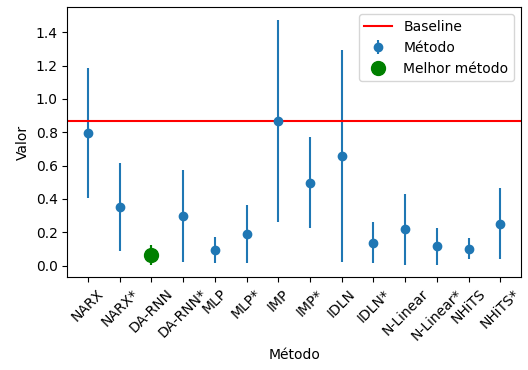 Baseline
Método
Melhor método
Valor
1.4
1.2
1.0
0.8
0.6
0.4
0.2
0.0
NARX
NARX*
DA-RNN
DA-RNN*
MLP
MLP*
IMP
IMP*
IDLN
IDLN*
N-Linear
N-Linear*
NHiTS
NHiTS*
Método